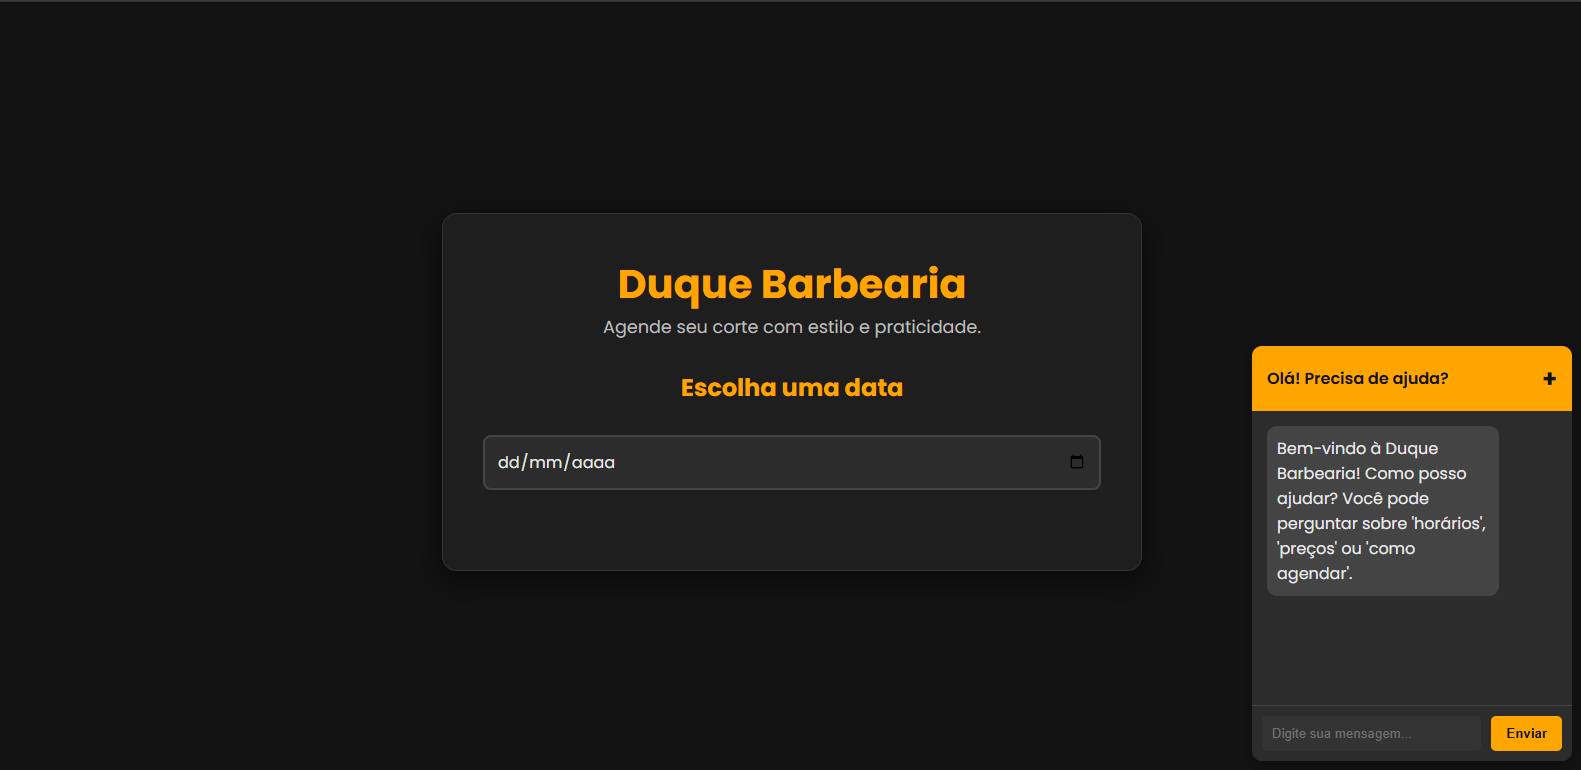 Duque Barbearia
Agende seu corte com estilo e praticidade.
Escolha uma data
dd/mm/aaaa
Olá! Precisa de ajuda?
+
Bem-vindo à Duque
Barbearia! Como posso
ajudar? Você pode
perguntar sobre 'horários',
'preços' ou 'como
agendar'.
Digite sua mensagem...
Enviar